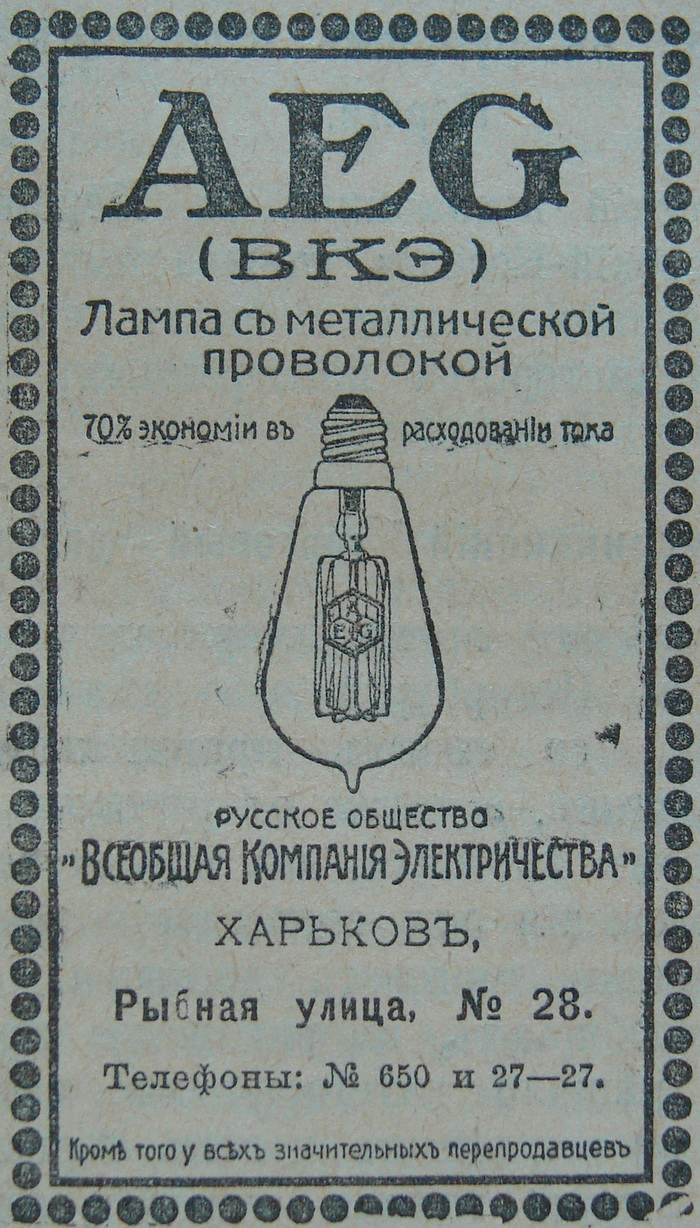 AEG
(ВКЭ)
Лампа съ металлической
проволокой
70% экономіи въ расходованіи тока
A
E G
РУССКОЕ ОБЩЕСТВО
„ВСЕОБЩАЯ КОМПАНІЯ ЭЛЕКТРИЧЕСТВА”
ХАРЬКОВЪ,
Рыбная улица, № 28.
Телефоны: № 650 и 27—27.
Кромѣ того у всѣхъ значительныхъ перепродавцевъ